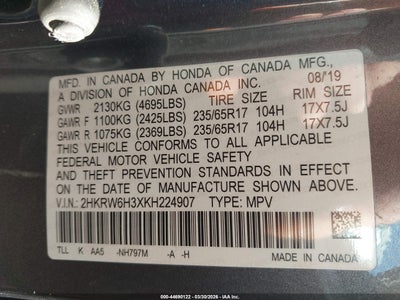 MFD. IN CANADA BY HONDA OF CANADA MFG.,
A DIVISION OF HONDA CANADA INC. 08/'19
GVWR 2130KG (4695LBS) TIRE SIZE RIM SIZE
GAWR F 1100KG (2425LBS) 235/65R17 104H 17X7.5J
GAWR R 1075KG (2369LBS) 235/65R17 104H 17X7.5J
THIS VEHICLE CONFORMS TO ALL APPLICABLE
FEDERAL MOTOR VEHICLE SAFETY
AND THEFT PREVENTION STANDARDS IN EFFECT
ON THE DATE OF MANUFACTURE SHOWN ABOVE.
V.I.N.: 2HKRW6H3XKH224907 TYPE: MPV
TLL K AA5 -NH797M -A -H
000-44690122 - 03/30/2026 - IAA Inc.